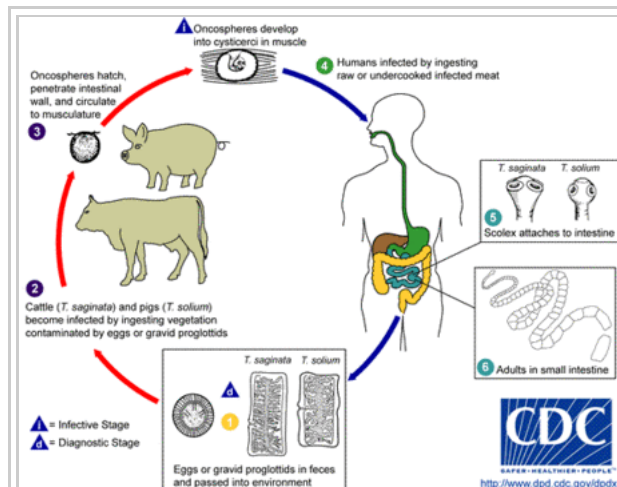 i
Oncospheres develop
into cysticerci in muscle
4
Humans infected by ingesting
raw or undercooked infected meat
Oncospheres hatch,
penetrate intestinal
wall, and circulate
to musculature
3
T. saginata T. solium
5
Scolex attaches to intestine
2
Cattle (T. saginata) and pigs (T. solium)
become infected by ingesting vegetation
contaminated by eggs or gravid proglottids
6 Adults in small intestine
T. saginata T. solium
d
1
i = Infective Stage
d = Diagnostic Stage
Eggs or gravid proglottids in feces
and passed into environment
CDC
SAFER·HEALTHIER·PEOPLE™
http://www.dpd.cdc.gov/dpdx